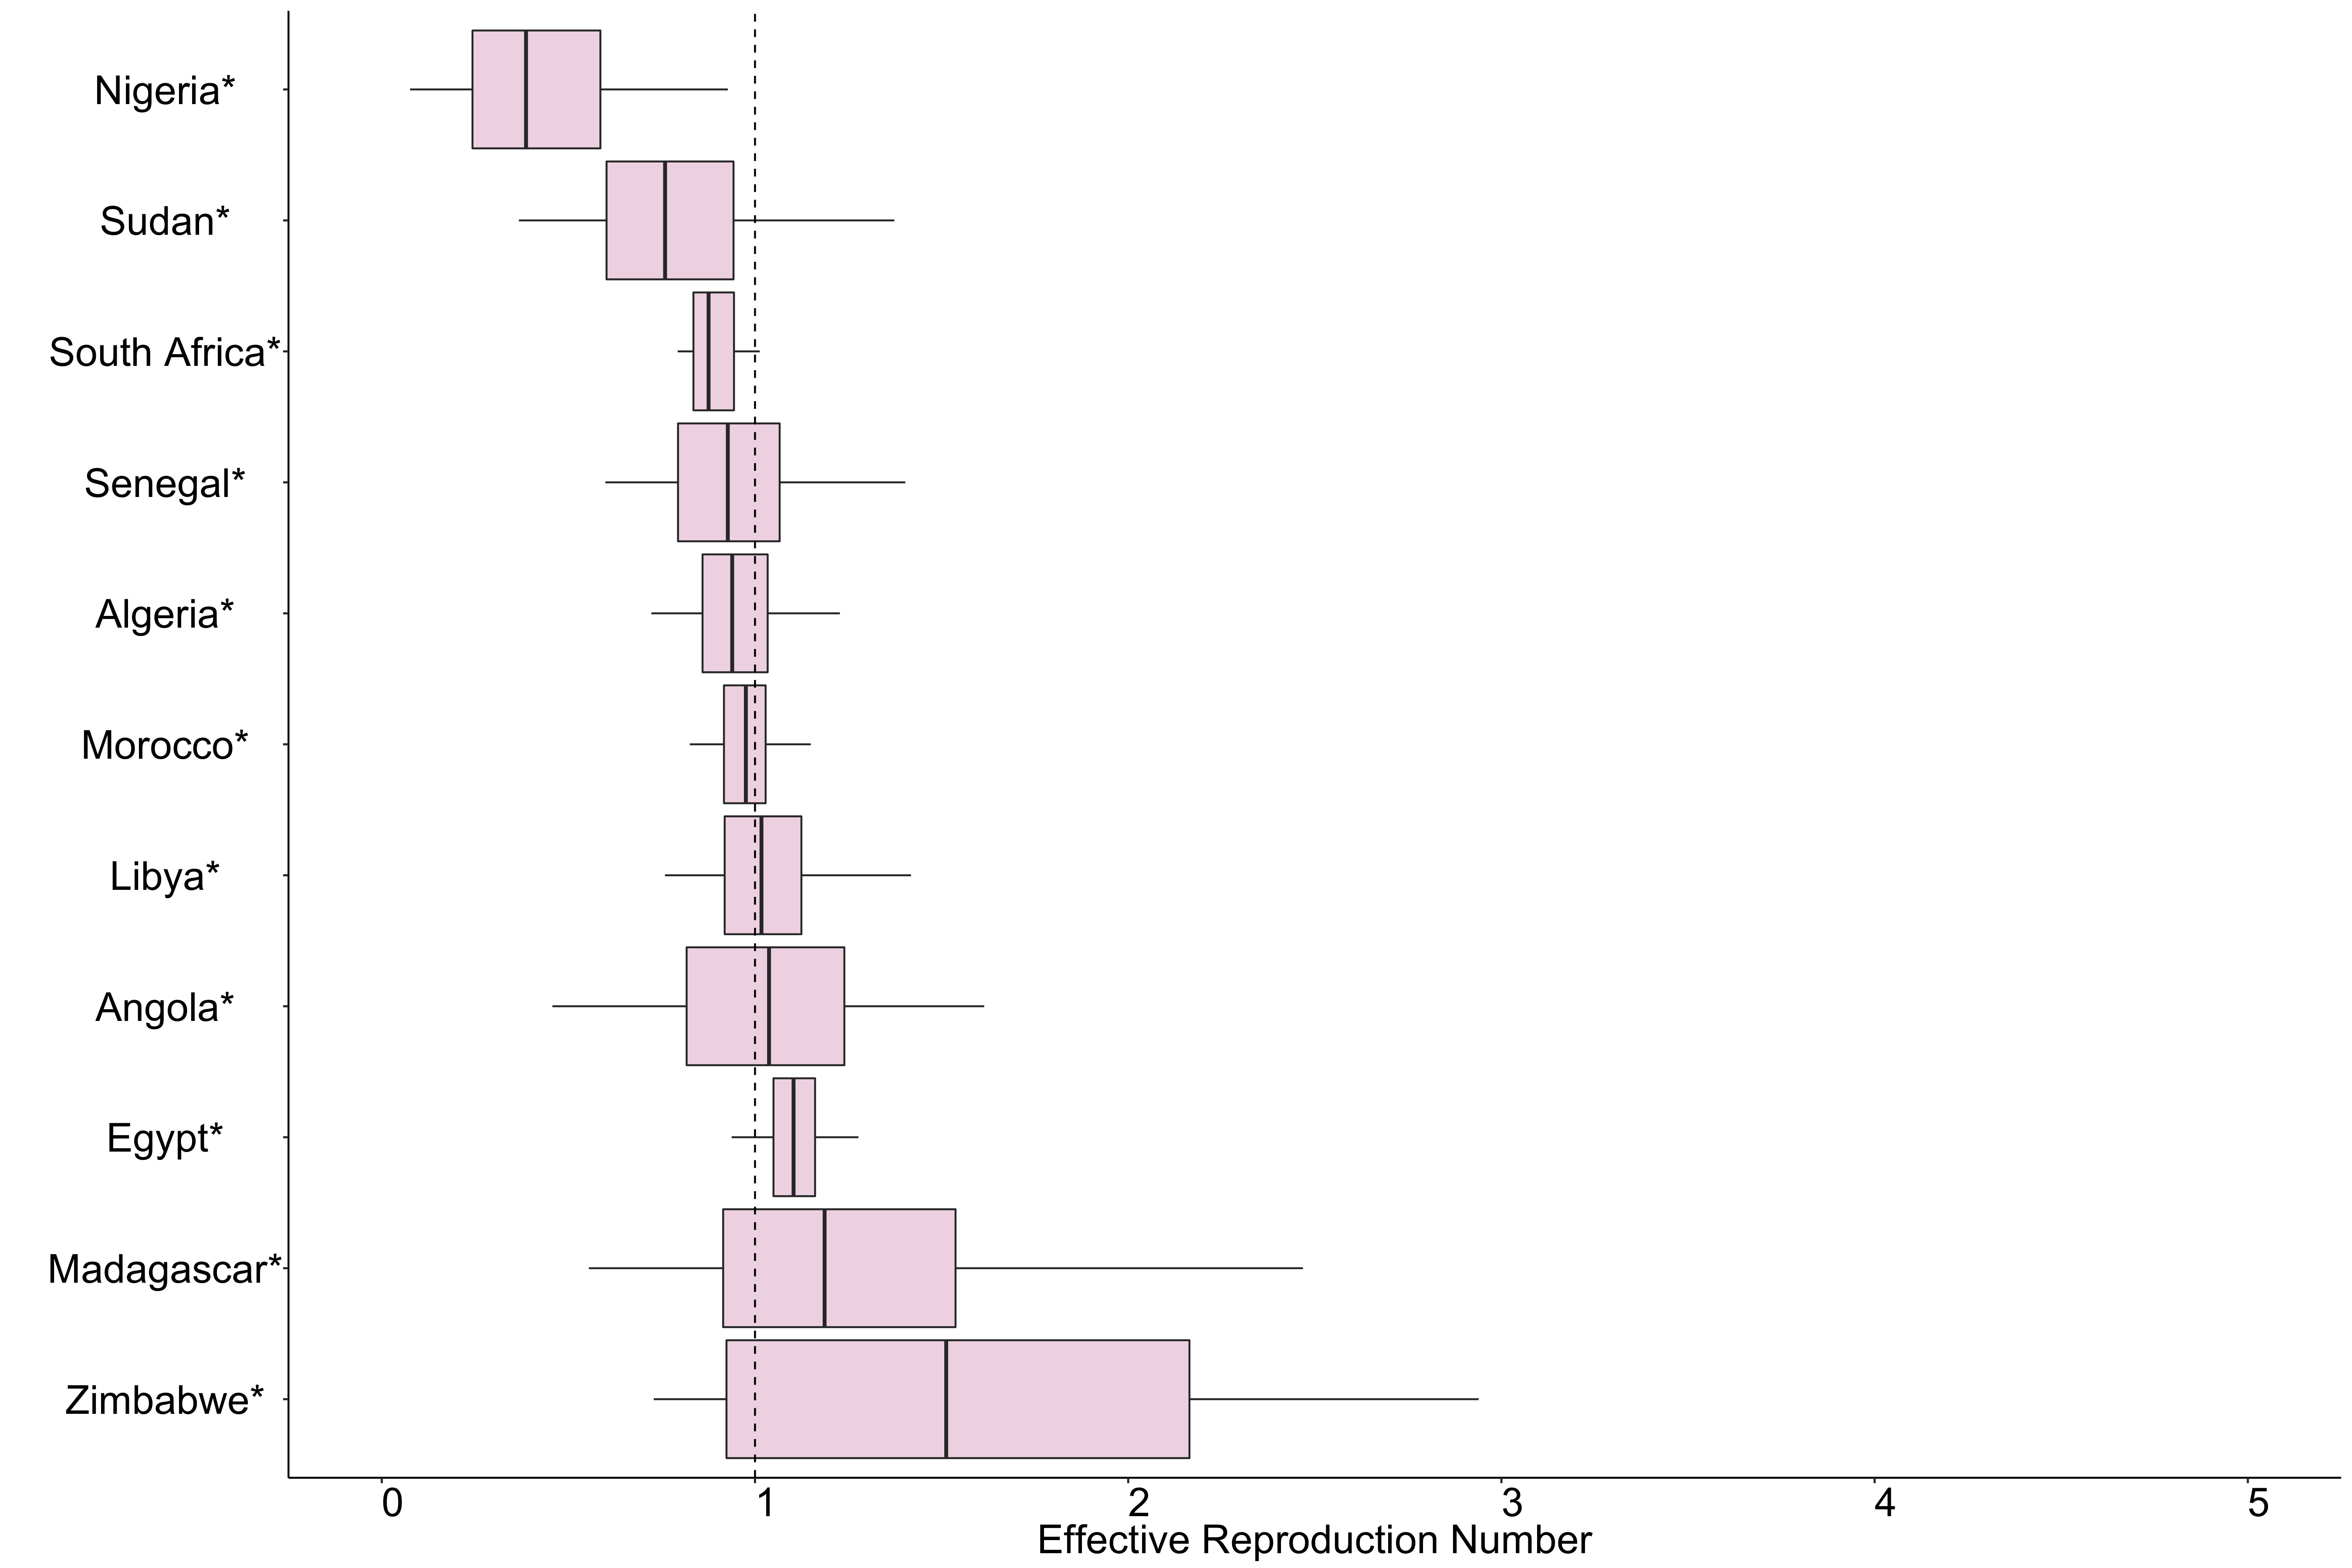 Nigeria*
Sudan*
South Africa*
Senegal*
Algeria*
Morocco*
Libya*
Angola*
Egypt*
Madagascar*
Zimbabwe*
0 1 2 3 4 5
Effective Reproduction Number